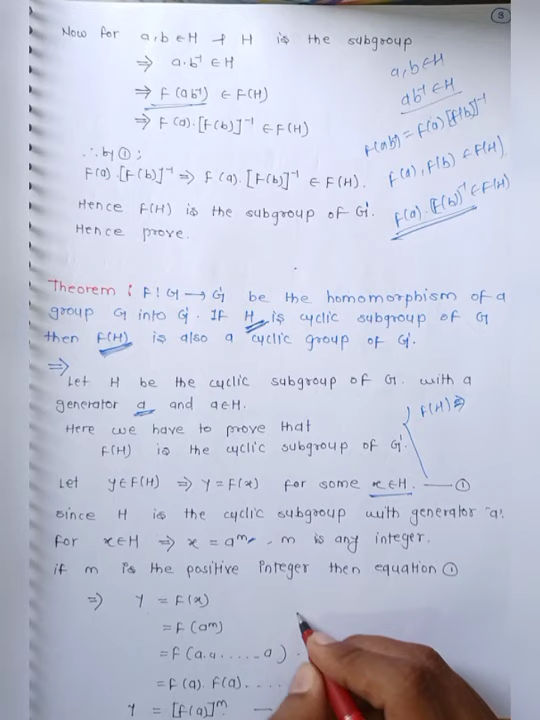 8
Now for a,b ∈ H & H is the subgroup
⇒ a.b⁻¹ ∈ H
⇒ f(ab⁻¹) ∈ f(H)
⇒ f(a).[f(b)]⁻¹ ∈ f(H)
∴ by ①;
f(a).[f(b)]⁻¹ ⇒ f(a).[f(b)]⁻¹ ∈ f(H).
Hence f(H) is the subgroup of G'.
Hence prove.
a,b ∈ H
ab⁻¹ ∈ H
f(ab⁻¹) = f(a)[f(b)]⁻¹
f(a), f(b) ∈ f(H)
f(a).[f(b)]⁻¹ ∈ f(H)
Theorem : f: G → G' be the homomorphism of a
group G into G'. If H is cyclic subgroup of G
then f(H) is also a cyclic group of G'.
⇒
Let H be the cyclic subgroup of G. with a
generator a and a∈H.
Here we have to prove that
f(H) is the cyclic subgroup of G'.
f(H) ⇒
Let y∈f(H) ⇒ y = f(x) for some x∈H. — ①
since H is the cyclic subgroup with generator 'a'.
for x∈H ⇒ x = aᵐ, m is any integer.
if m is the positive integer then equation ①
⇒ y = f(x)
= f(aᵐ)
= f(a.a.....a)
= f(a).f(a)....
y = [f(a)]ᵐ —